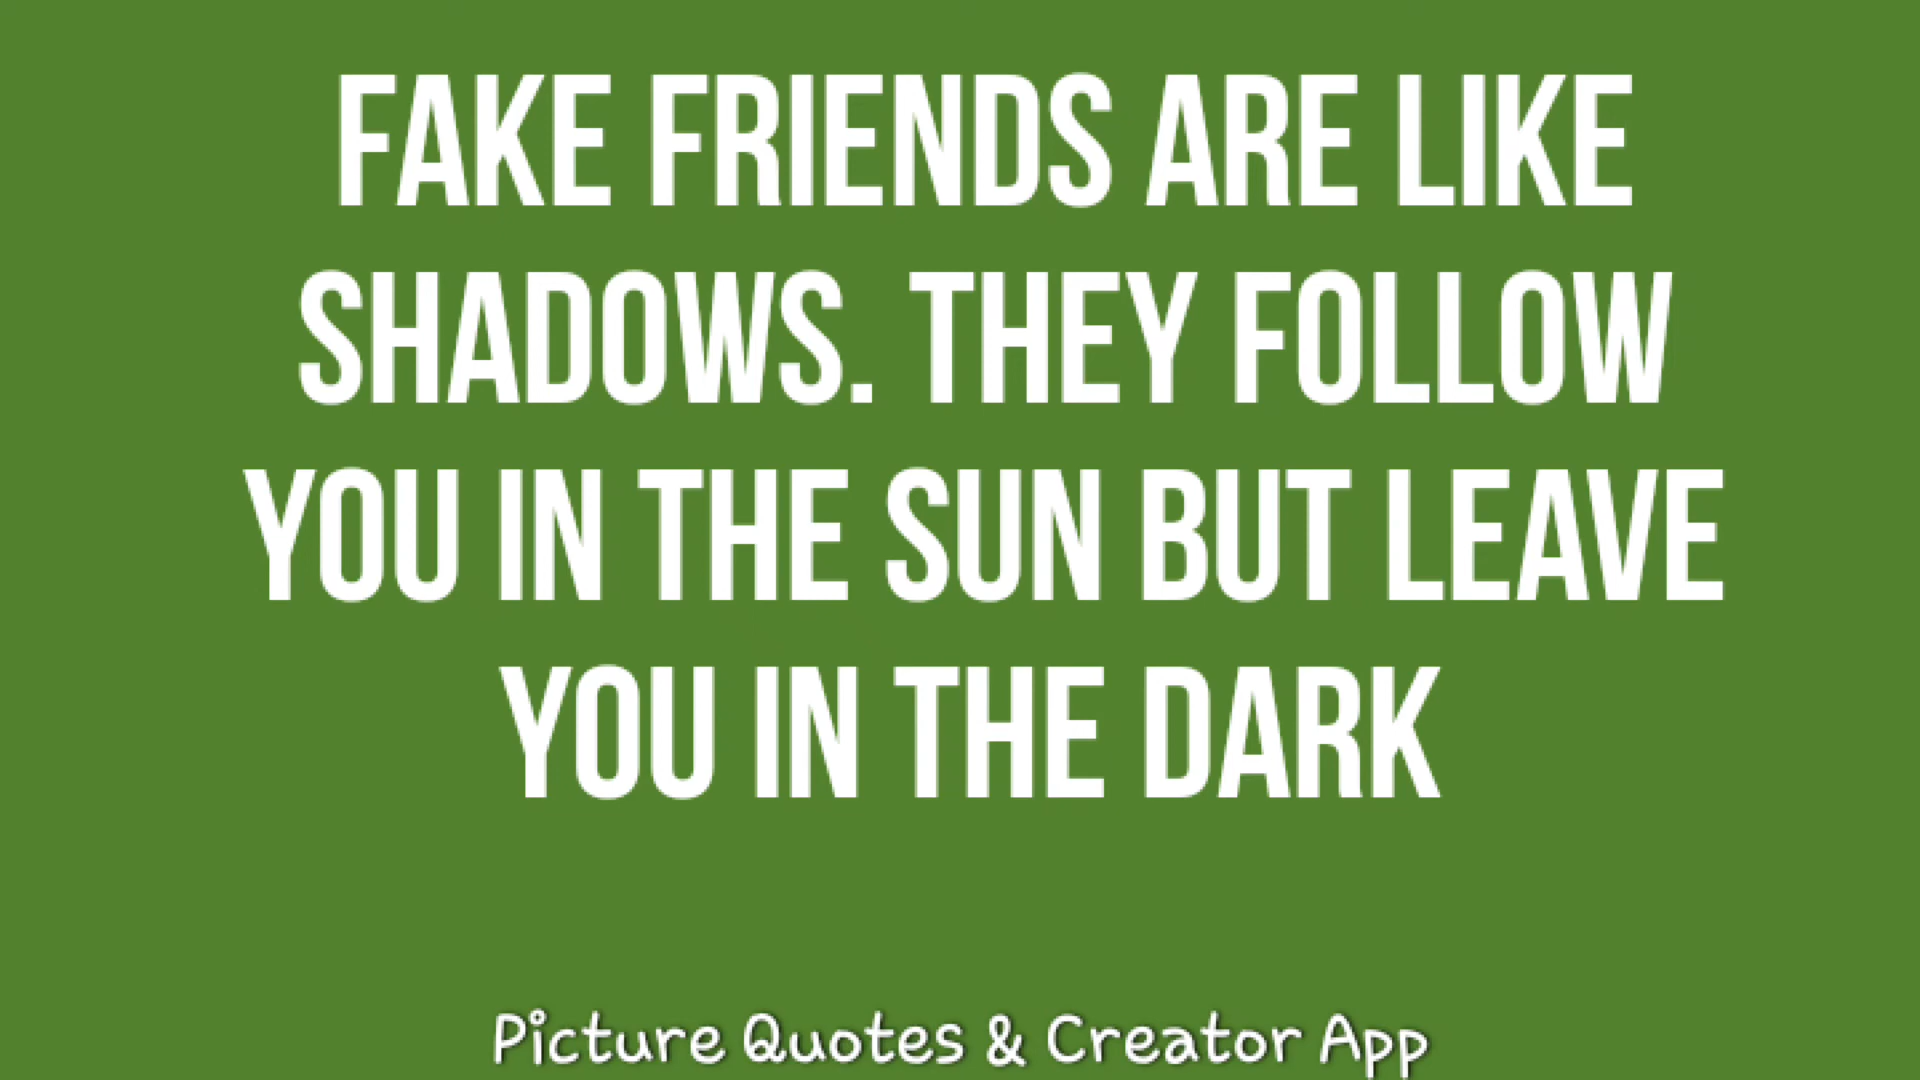 FAKE FRIENDS ARE LIKE
SHADOWS. THEY FOLLOW
YOU IN THE SUN BUT LEAVE
YOU IN THE DARK
Picture Quotes & Creator App